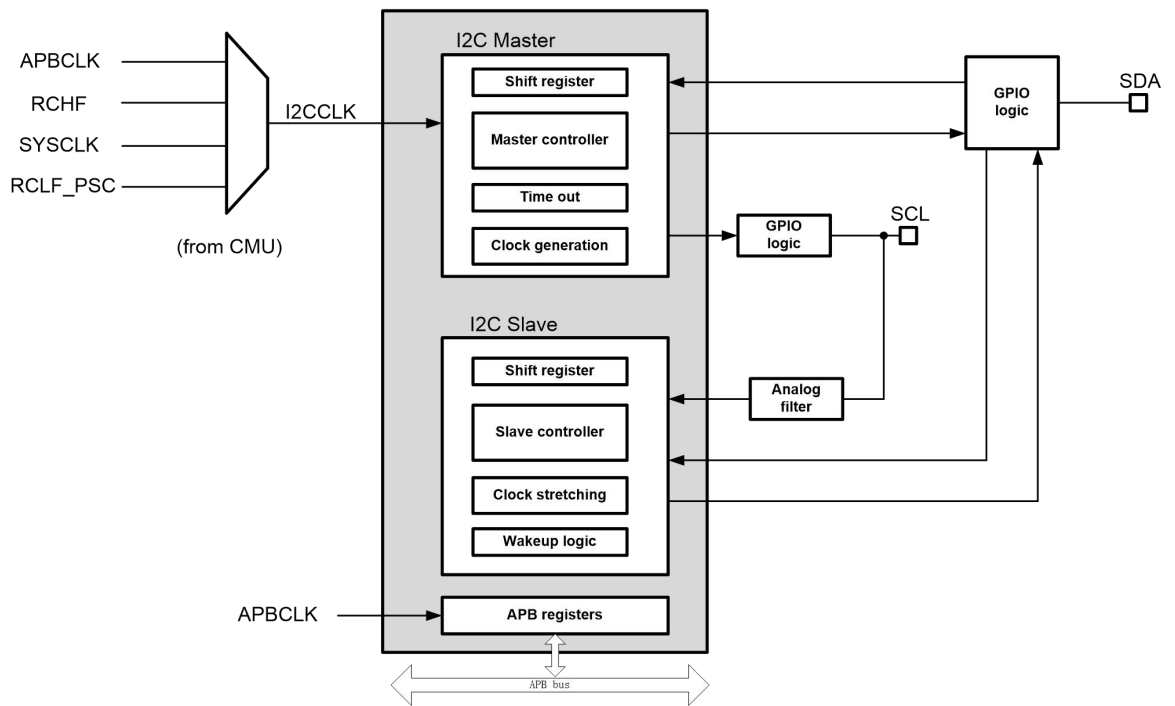 APBCLK
RCHF
SYSCLK
RCLF_PSC
(from CMU)
I2CCLK
I2C Master
Shift register
Master controller
Time out
Clock generation
GPIO
logic
SDA
GPIO
logic
SCL
I2C Slave
Shift register
Slave controller
Clock stretching
Wakeup logic
Analog
filter
APBCLK
APB registers
APB bus